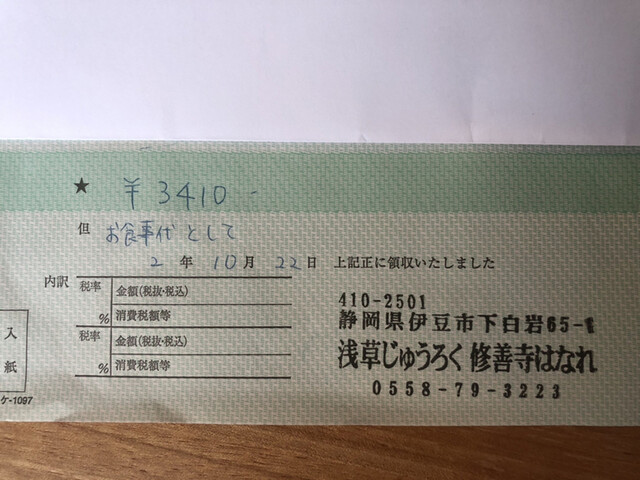 ★ ¥3410-
但 お食事代として
2年10月22日 上記正に領収いたしました
内訳 税率 % 金額(税抜・税込)
消費税額等
税率 % 金額(税抜・税込)
消費税額等
入
紙
ケ-1097
410-2501
静岡県伊豆市下白岩65-1
浅草じゅうろく 修善寺はなれ
0558-79-3223